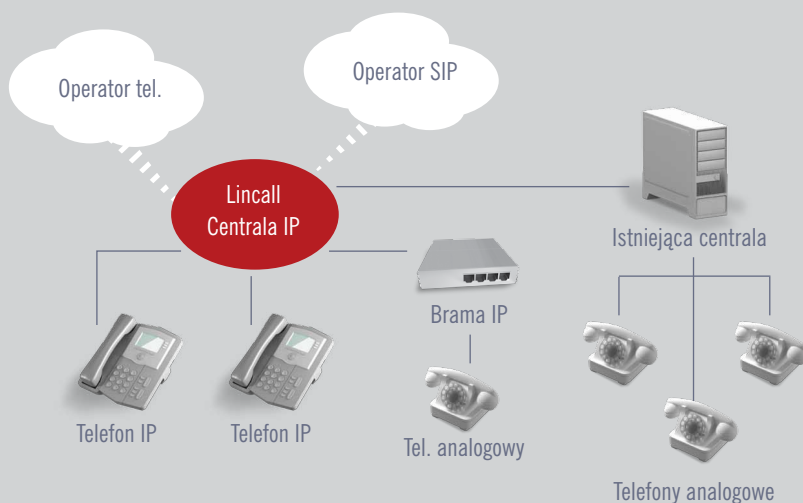 Operator tel.
Operator SIP
Lincall
Centrala IP
Istniejąca centrala
Brama IP
Telefon IP
Telefon IP
Tel. analogowy
Telefony analogowe